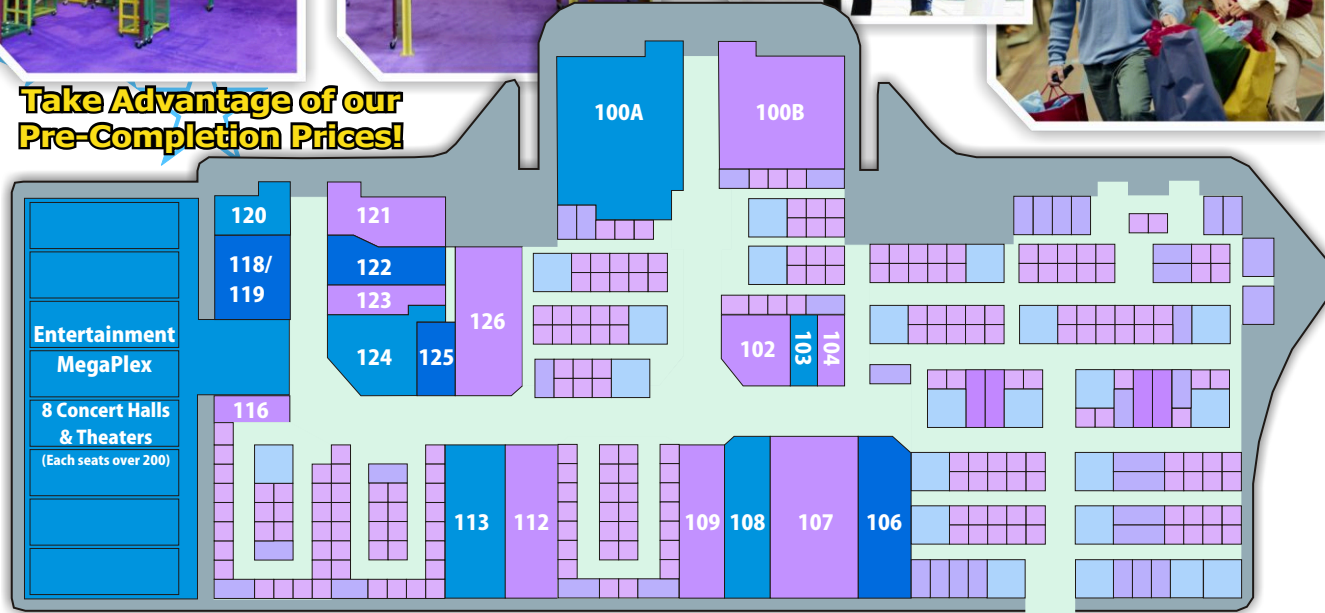 Take Advantage of our
Pre-Completion Prices!
100A
100B
120
121
118/
119
122
123
126
124
125
102
103
104
Entertainment
MegaPlex
116
8 Concert Halls
& Theaters
(Each seats over 200)
113
112
109
108
107
106